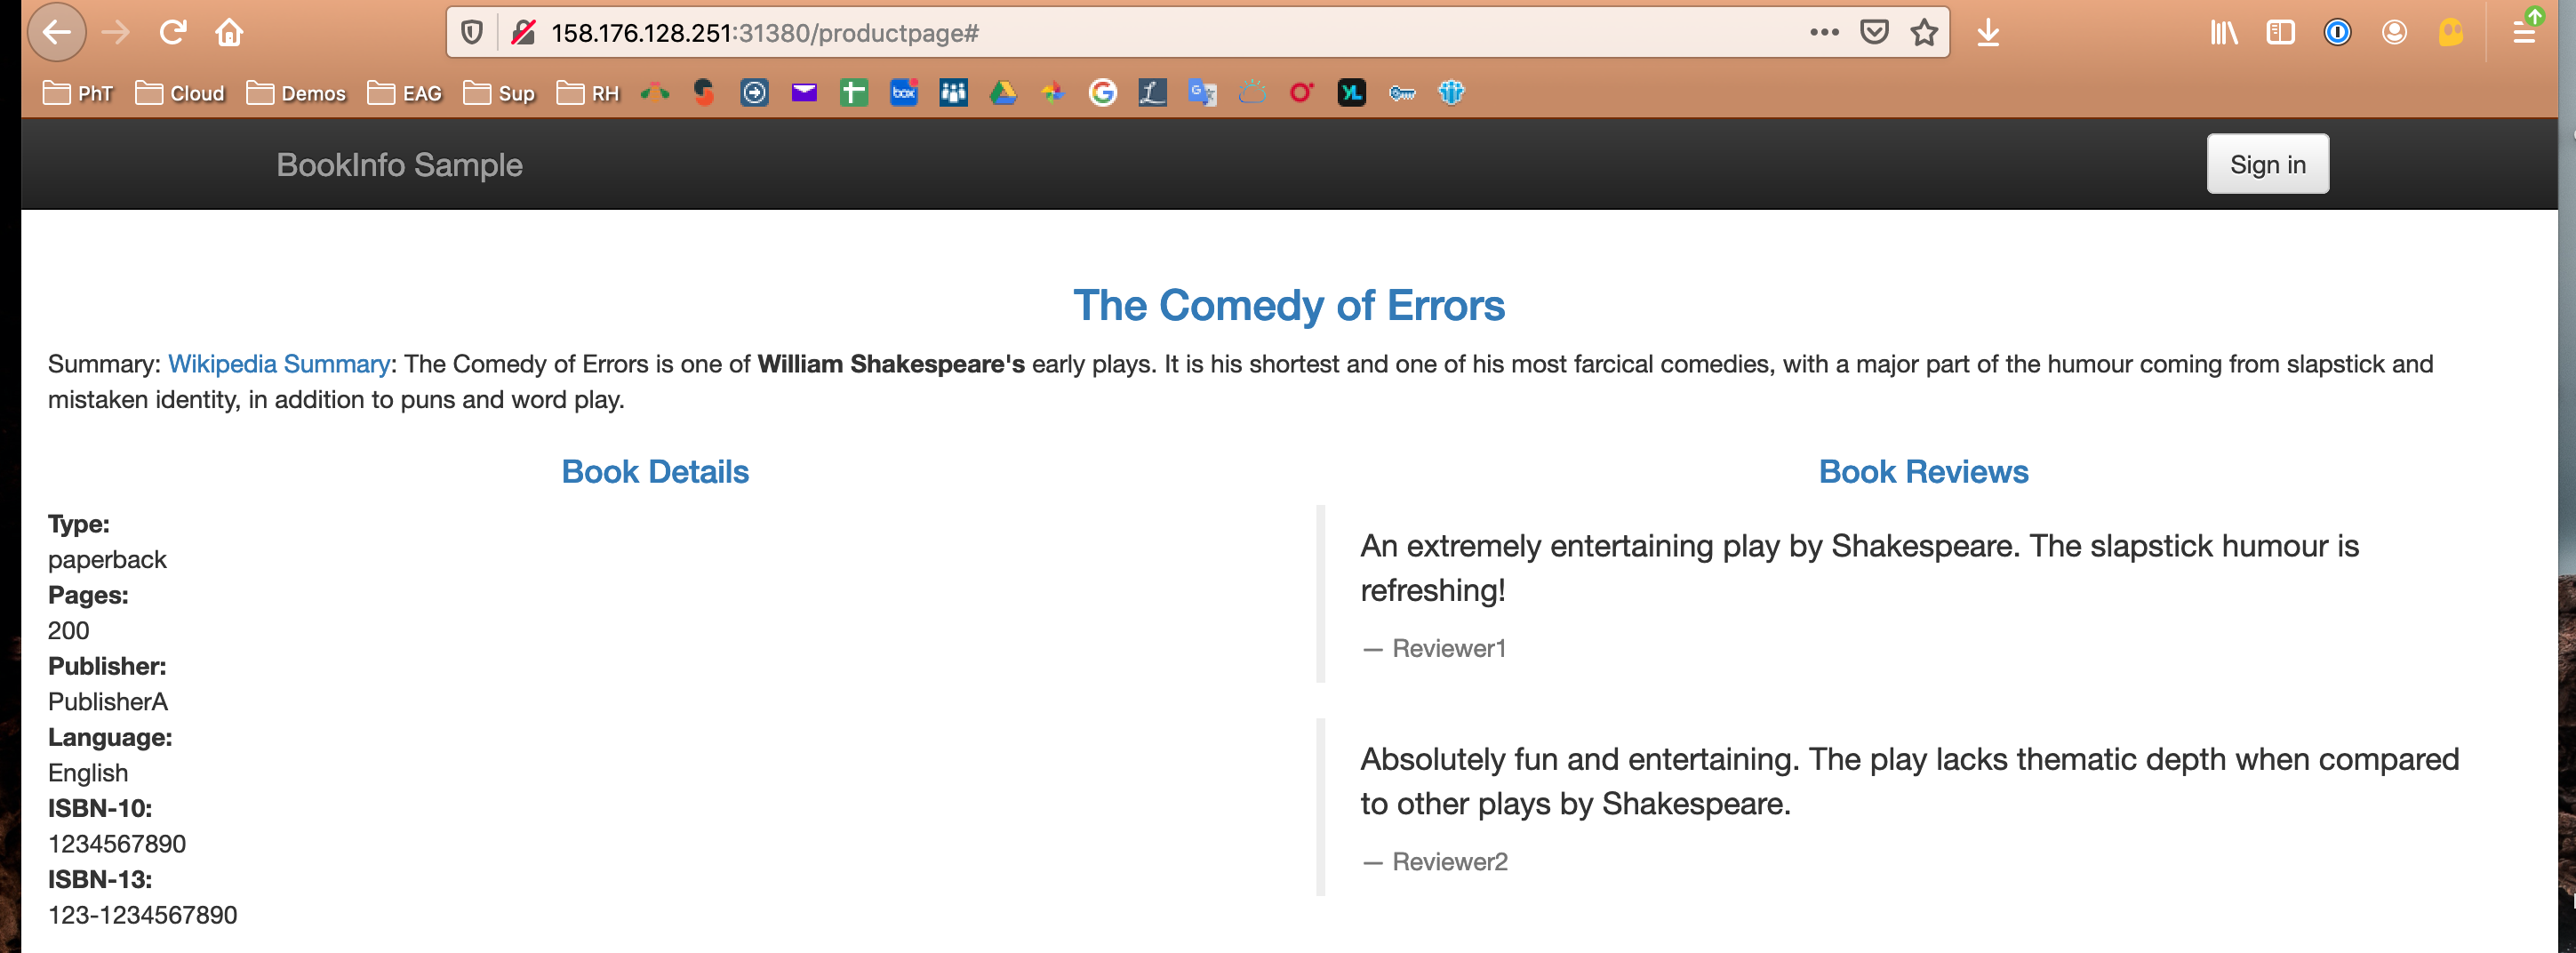 158.176.128.251:31380/productpage#
PhT Cloud Demos EAG Sup RH box YL
BookInfo Sample
Sign in
The Comedy of Errors
Summary: Wikipedia Summary: The Comedy of Errors is one of William Shakespeare's early plays. It is his shortest and one of his most farcical comedies, with a major part of the humour coming from slapstick and
mistaken identity, in addition to puns and word play.
Book Details
Type:
paperback
Pages:
200
Publisher:
PublisherA
Language:
English
ISBN-10:
1234567890
ISBN-13:
123-1234567890
Book Reviews
An extremely entertaining play by Shakespeare. The slapstick humour is
refreshing!
— Reviewer1
Absolutely fun and entertaining. The play lacks thematic depth when compared
to other plays by Shakespeare.
— Reviewer2